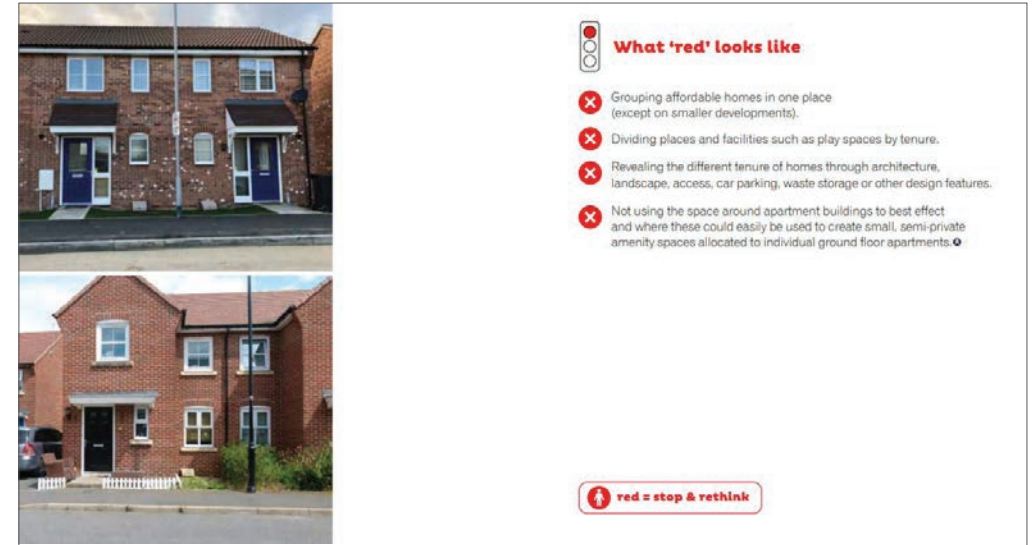 What ‘red’ looks like
Grouping affordable homes in one place
(except on smaller developments).
Dividing places and facilities such as play spaces by tenure.
Revealing the different tenure of homes through architecture,
landscape, access, car parking, waste storage or other design features.
Not using the space around apartment buildings to best effect
and where these could easily be used to create small, semi-private
amenity spaces allocated to individual ground floor apartments.
red = stop & rethink